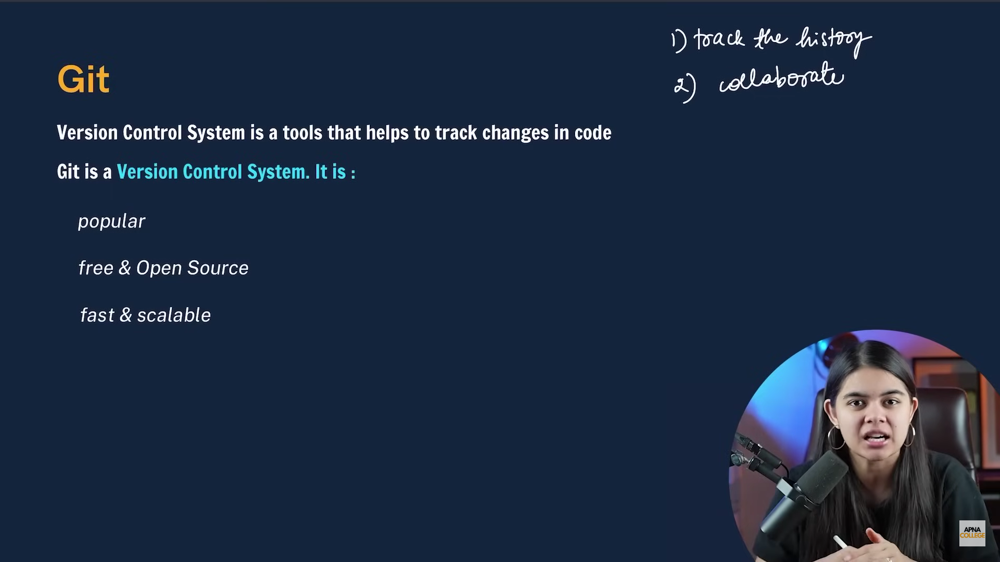 1) track the history
2) collaborate
Git
Version Control System is a tools that helps to track changes in code
Git is a Version Control System. It is :
popular
free & Open Source
fast & scalable
APNA
COLLEGE